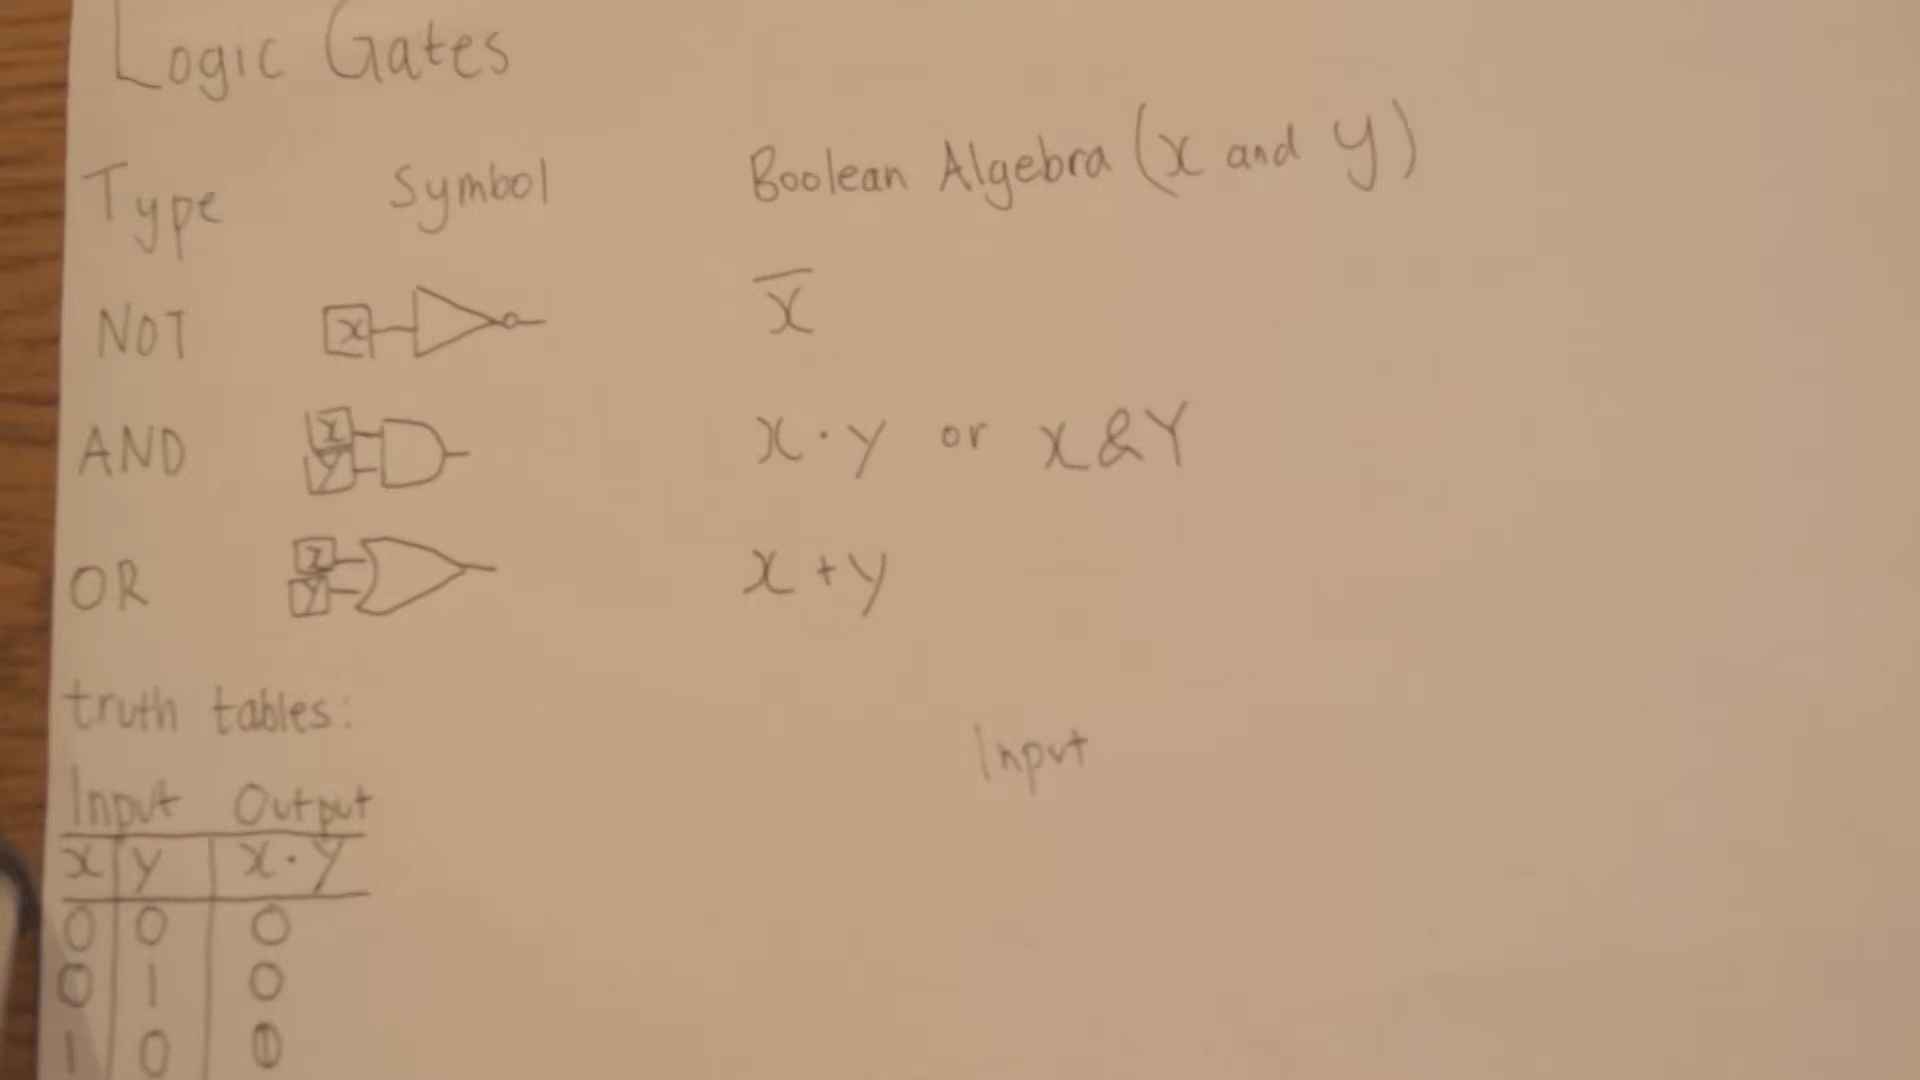 Logic Gates
Type Symbol Boolean Algebra (x and y)
NOT x x̅
AND x y x·y or x&Y
OR x y x+y
truth tables:
Input
Input Output
x y x·y
0 0 0
0 1 0
1 0 0